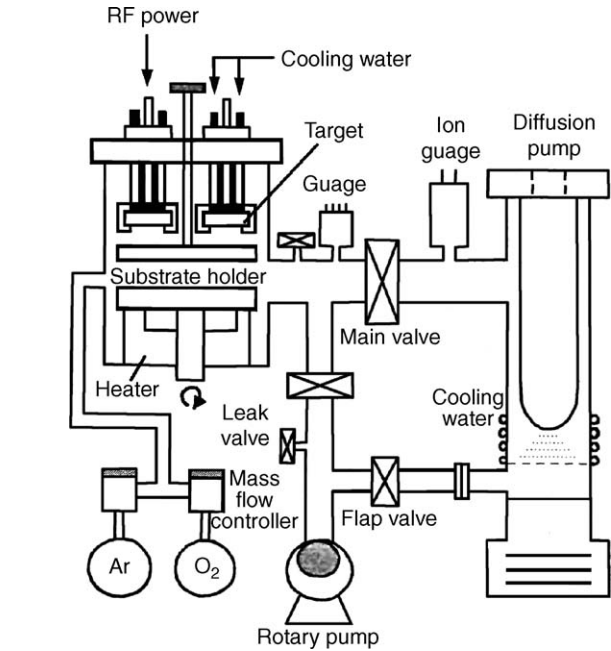 RF power
Cooling water
Target
Ion
guage
Diffusion
pump
Guage
Substrate holder
Main valve
Heater
Cooling
water
Leak
valve
Mass
flow
controller
Flap valve
Ar
O₂
Rotary pump